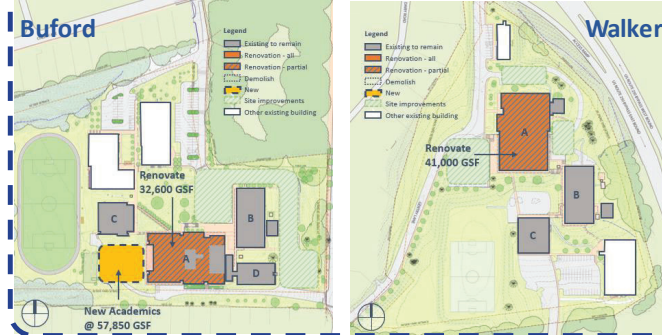 Buford
Legend
Existing to remain
Renovation - all
Renovation - partial
Demolish
New
Site improvements
Other existing building
Renovate
32,600 GSF
C
B
A
D
New Academics
@ 57,850 GSF
Walker
Legend
Existing to remain
Renovation - all
Renovation - partial
Demolish
New
Site improvements
Other existing building
A
Renovate
41,000 GSF
B
C